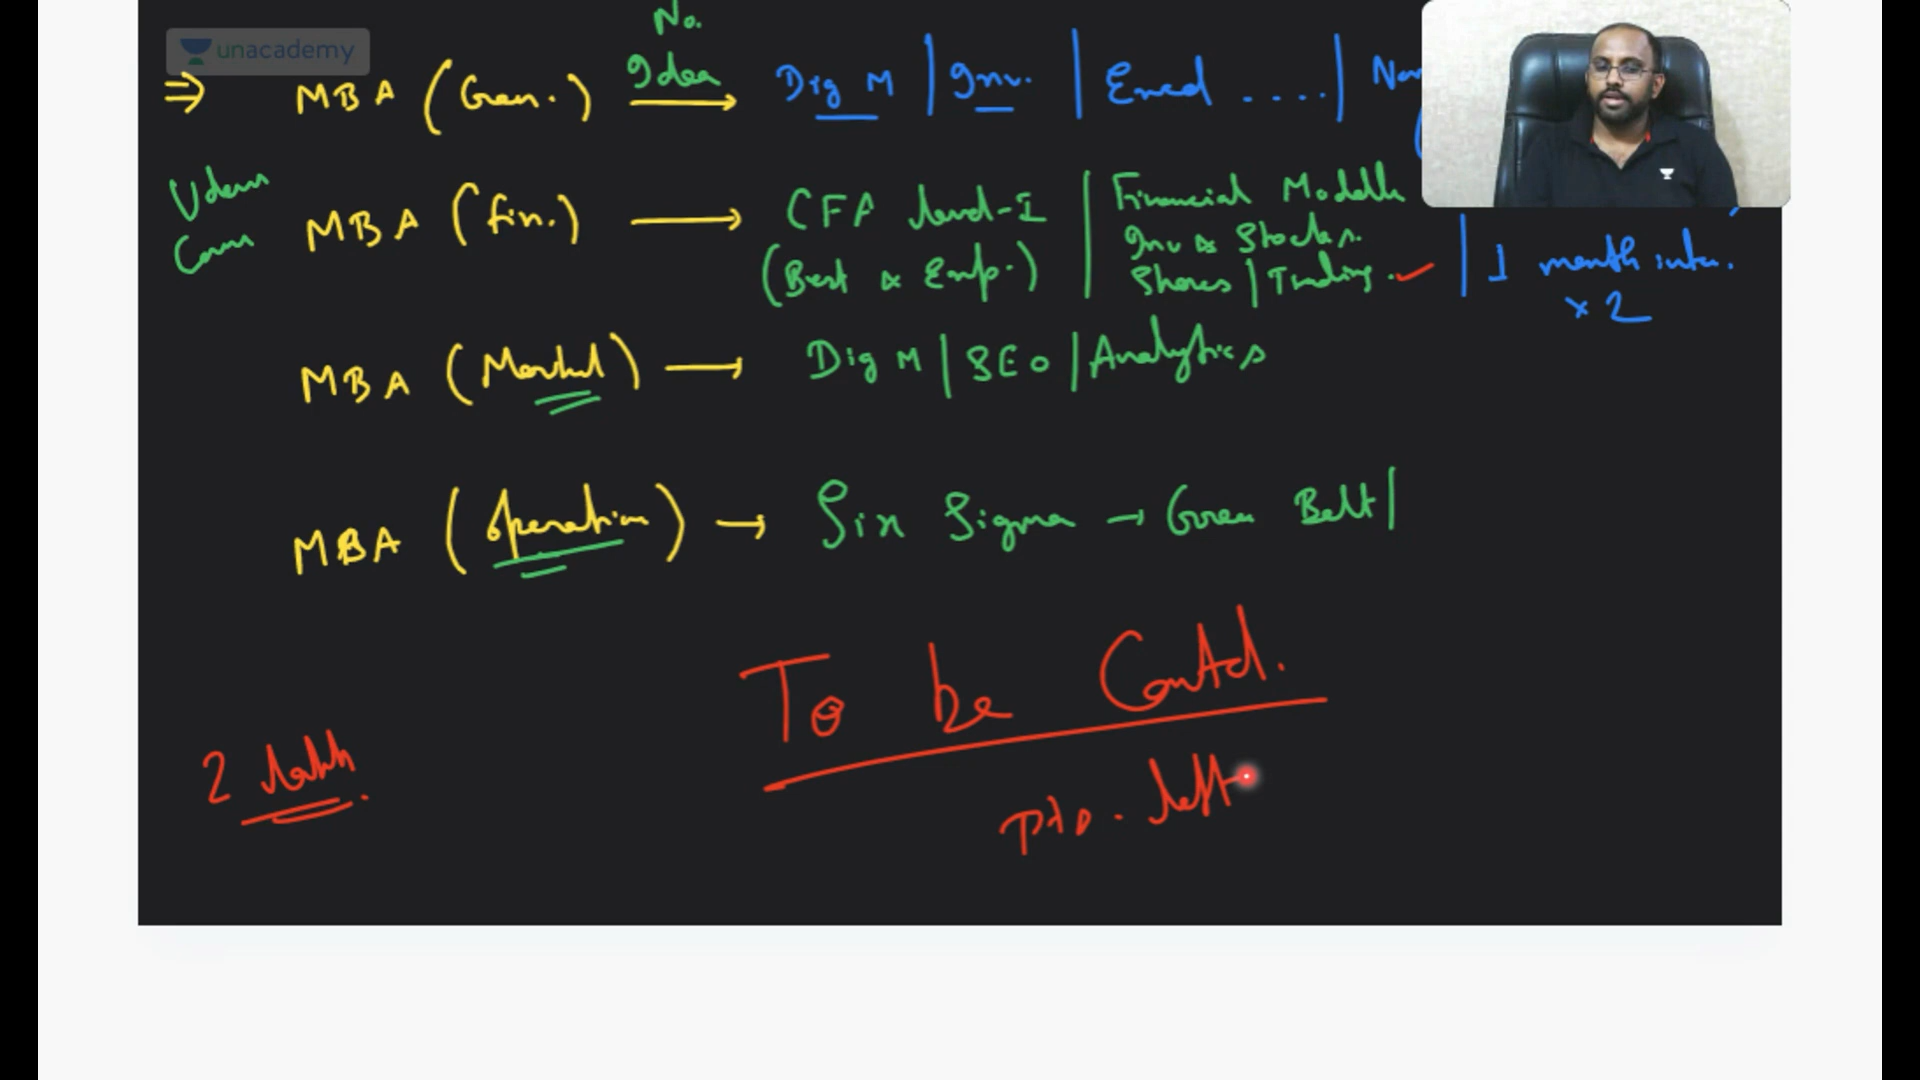 unacademy
No.
Idea
⇒ MBA (Gen.) → Dig M | Inv. | Excel ....|
Udemy
MBA (fin.) → CFA level-I | Financial Modelle
Inv & Stocks.
(Best & Exp.) Shares | Trading. | 1 month inter.
x 2
MBA (Market) → Dig M | SEO | Analytics
MBA (Operation) → Six Sigma → Green Belt |
To be Contd.
2 lakh.
left